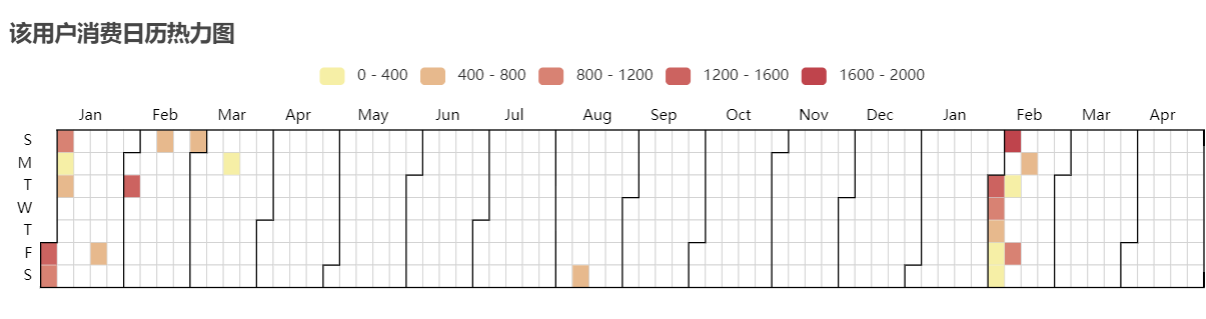 该用户消费日历热力图
0 - 400 400 - 800 800 - 1200 1200 - 1600 1600 - 2000
Jan Feb Mar Apr May Jun Jul Aug Sep Oct Nov Dec Jan Feb Mar Apr
S
M
T
W
T
F
S